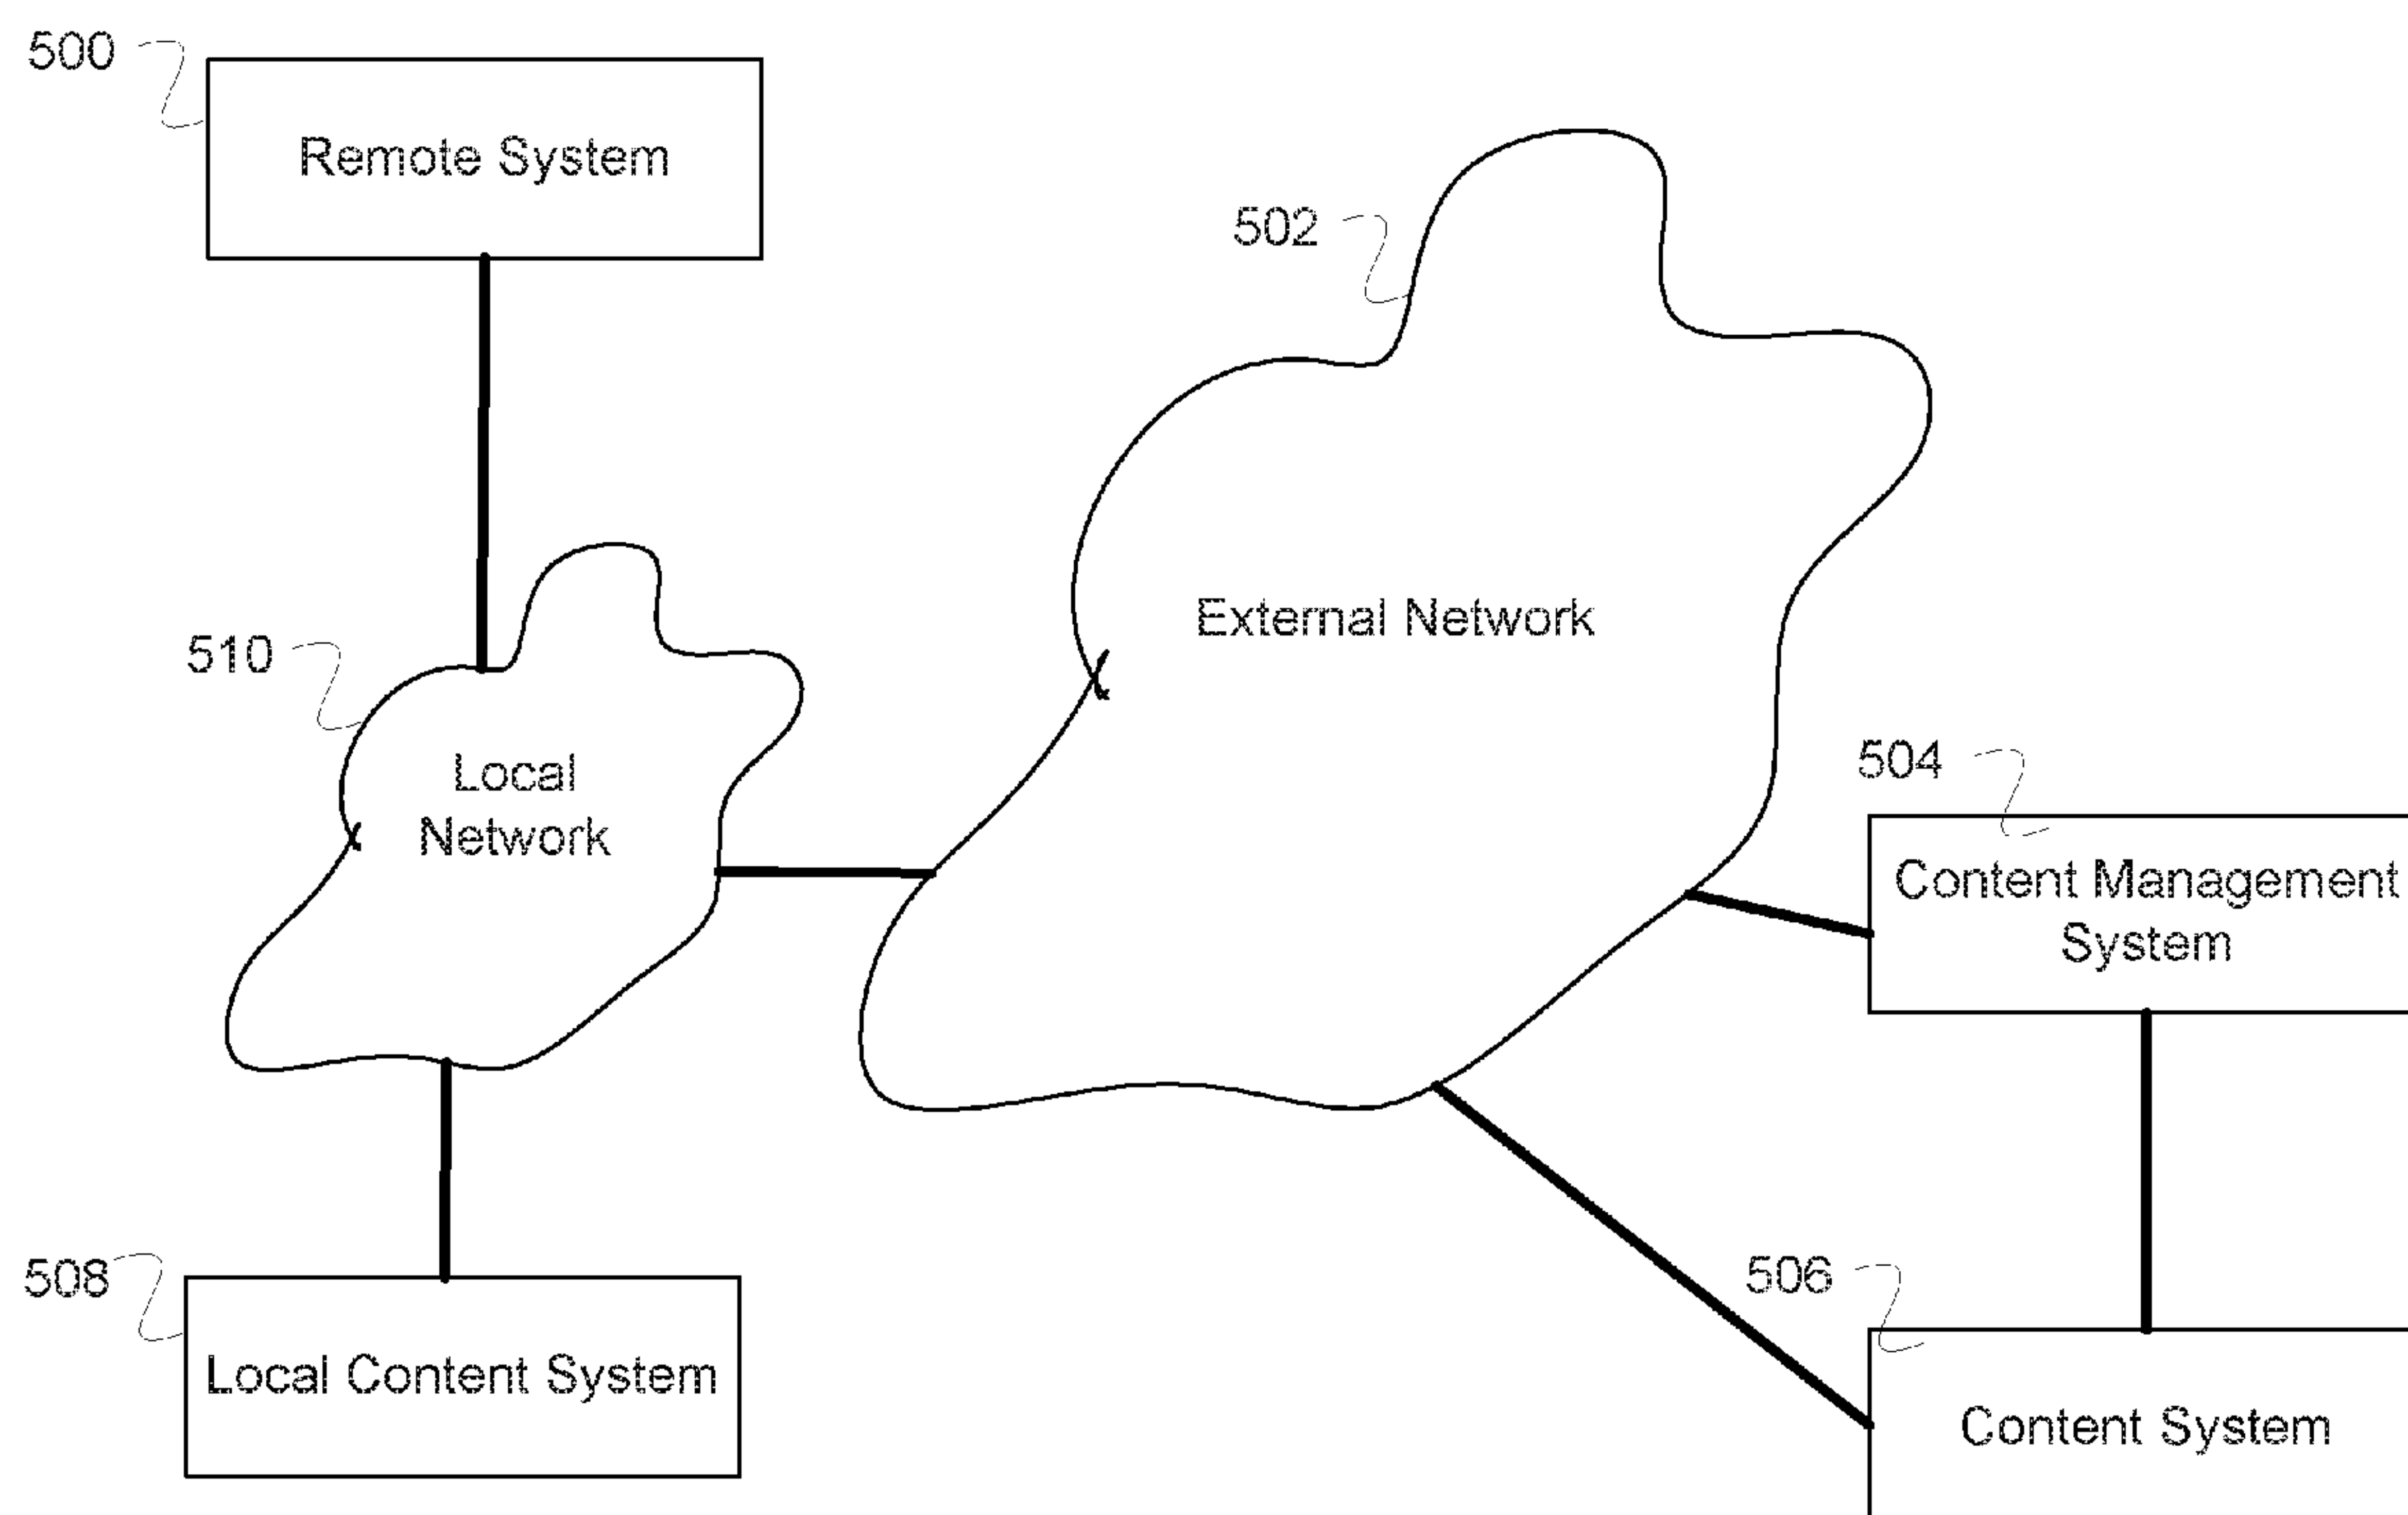 500
Remote System
502
External Network
510
Local
Network
504
Content Management
System
508
Local Content System
506
Content System